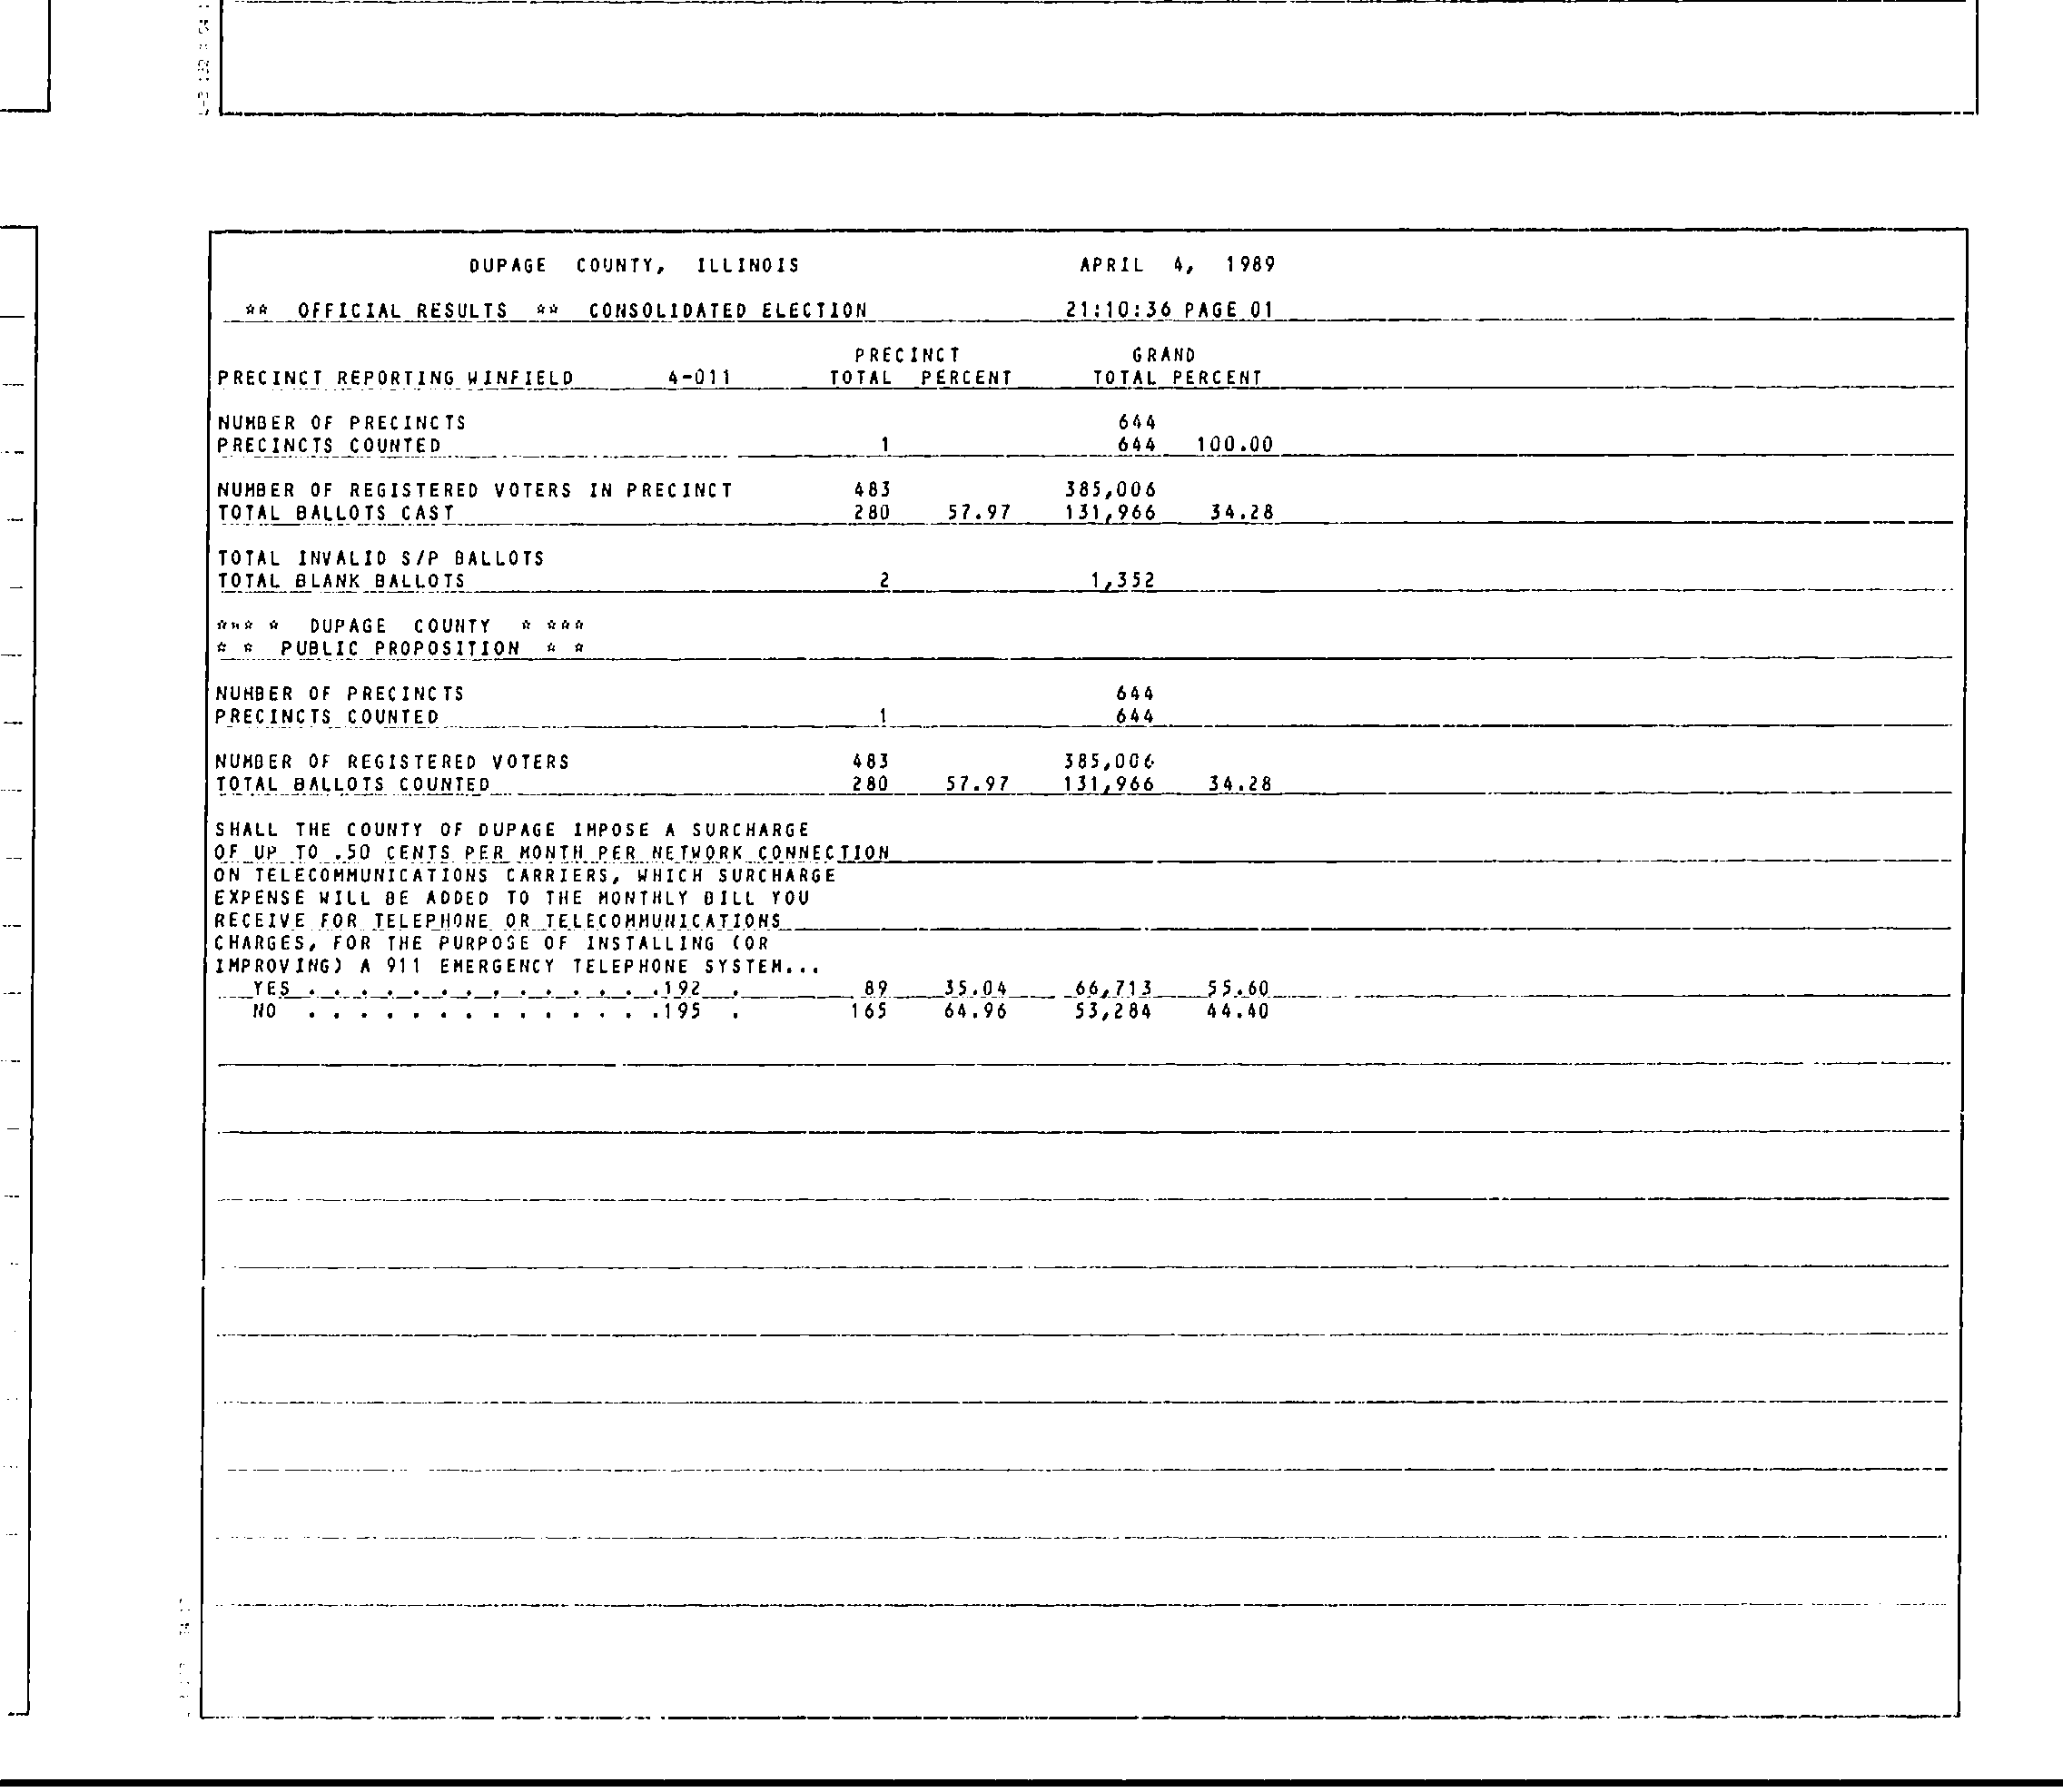 DUPAGE COUNTY, ILLINOIS APRIL 4, 1989
** OFFICIAL RESULTS ** CONSOLIDATED ELECTION 21:10:36 PAGE 01
PRECINCT GRAND
PRECINCT REPORTING WINFIELD 4-011 TOTAL PERCENT TOTAL PERCENT
NUMBER OF PRECINCTS 644
PRECINCTS COUNTED 1 644 100.00
NUMBER OF REGISTERED VOTERS IN PRECINCT 483 385,006
TOTAL BALLOTS CAST 280 57.97 131,966 34.28
TOTAL INVALID S/P BALLOTS
TOTAL BLANK BALLOTS 2 1,352
*** * DUPAGE COUNTY * ***
* * PUBLIC PROPOSITION * *
NUMBER OF PRECINCTS 644
PRECINCTS COUNTED 1 644
NUMBER OF REGISTERED VOTERS 483 385,006
TOTAL BALLOTS COUNTED 280 57.97 131,966 34.28
SHALL THE COUNTY OF DUPAGE IMPOSE A SURCHARGE
OF UP TO .50 CENTS PER MONTH PER NETWORK CONNECTION
ON TELECOMMUNICATIONS CARRIERS, WHICH SURCHARGE
EXPENSE WILL BE ADDED TO THE MONTHLY BILL YOU
RECEIVE FOR TELEPHONE OR TELECOMMUNICATIONS
CHARGES, FOR THE PURPOSE OF INSTALLING (OR
IMPROVING) A 911 EMERGENCY TELEPHONE SYSTEM...
YES . . . . . . . . . . . . . .192 . 89 35.04 66,713 55.60
NO . . . . . . . . . . . . . .195 . 165 64.96 53,284 44.40